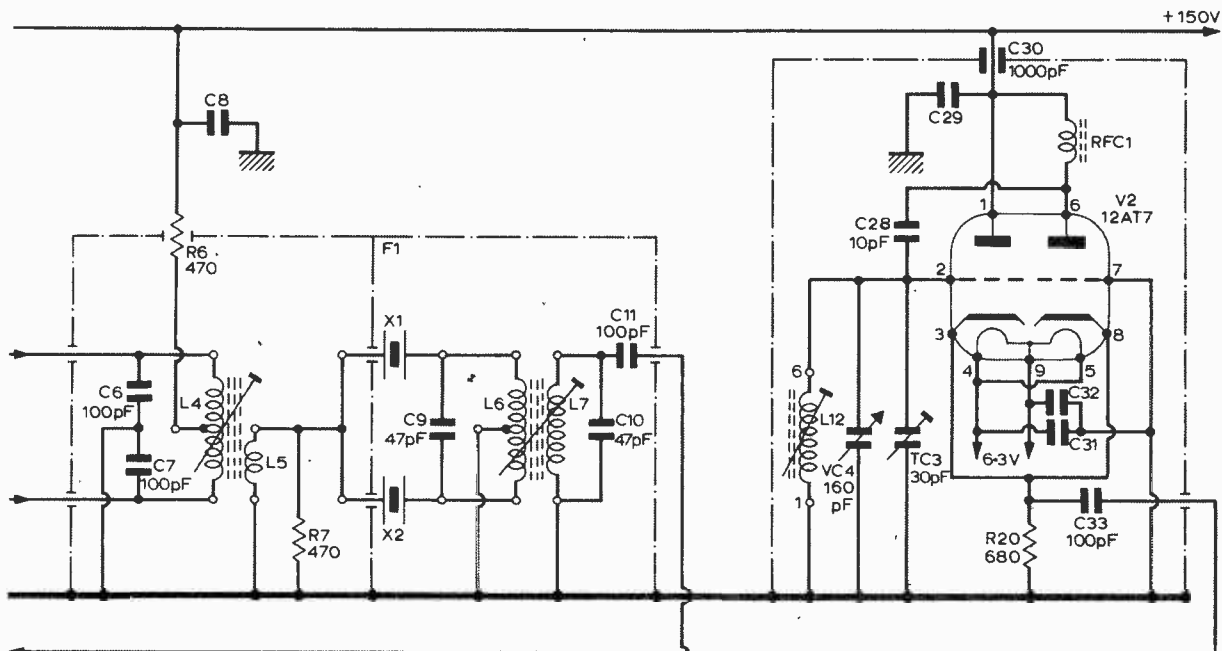 +150V
C30
1000pF
C8
C29
RFC1
R6
470
F1
C28
10pF
1
6
V2
12AT7
2
7
X1
C11
100pF
3
8
4
9
5
C6
100pF
L4
L5
C9
47pF
L6
L7
C10
47pF
6
L12
1
VC4
160
pF
TC3
30pF
C32
C31
6·3V
C7
100pF
R7
470
X2
C33
100pF
R20
680